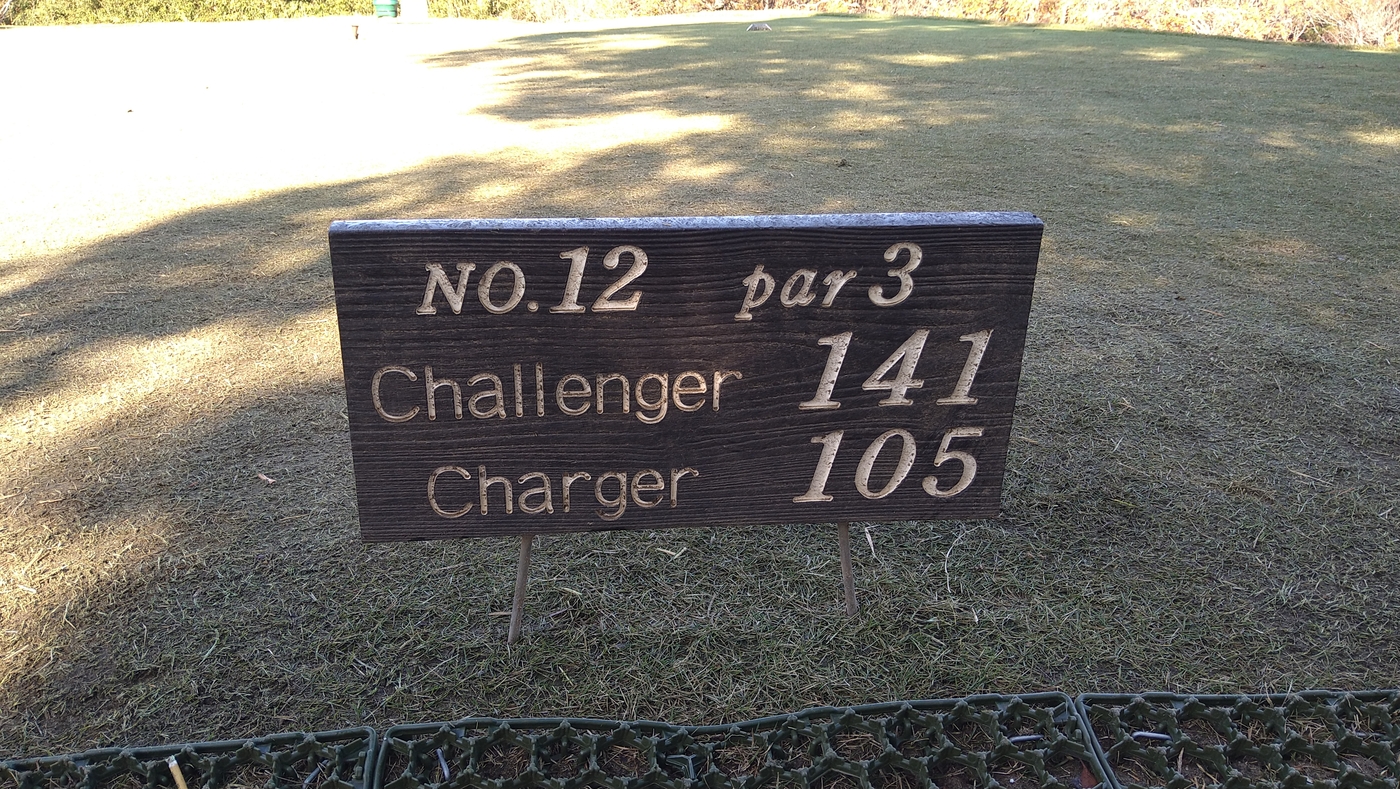 NO.12 par 3
Challenger 141
Charger 105